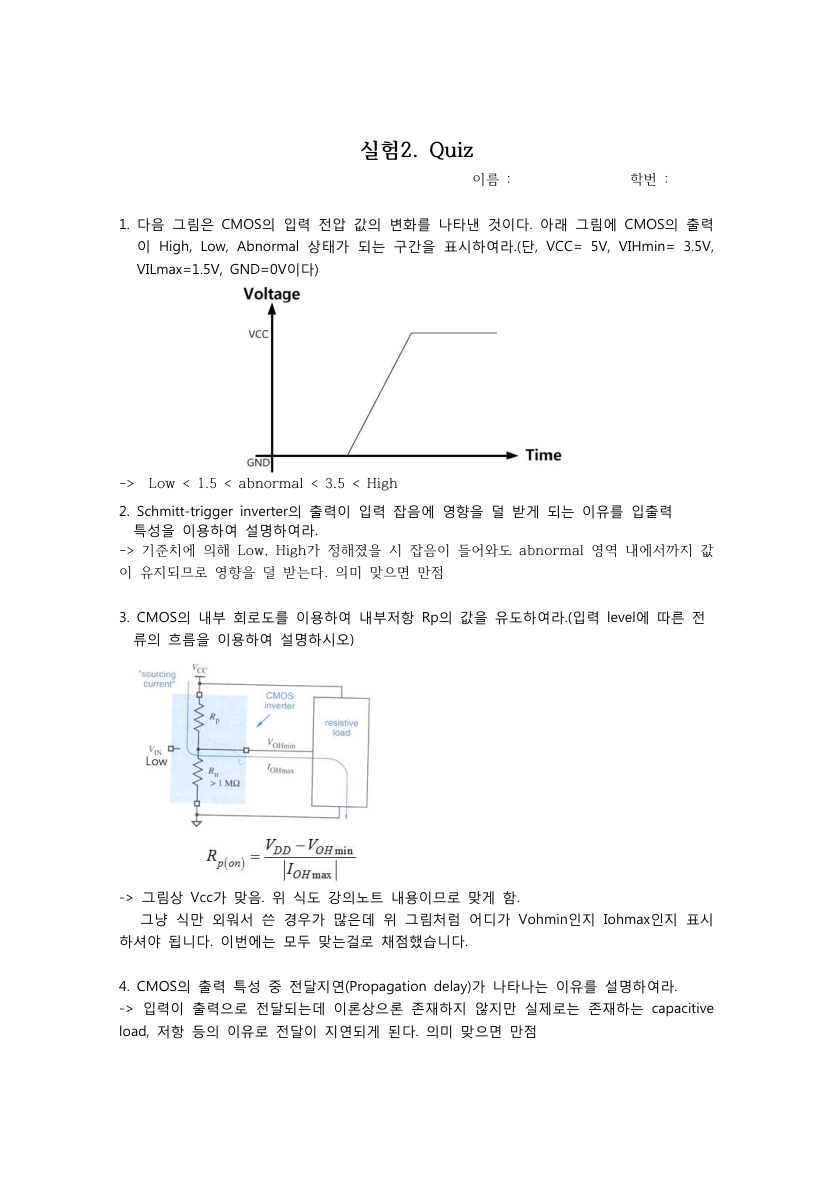 실험2. Quiz
이름 : 학번 :
1. 다음 그림은 CMOS의 입력 전압 값의 변화를 나타낸 것이다. 아래 그림에 CMOS의 출력
이 High, Low, Abnormal 상태가 되는 구간을 표시하여라.(단, VCC= 5V, VIHmin= 3.5V,
VILmax=1.5V, GND=0V이다)
Voltage
VCC
GND
Time
-> Low < 1.5 < abnormal < 3.5 < High
2. Schmitt-trigger inverter의 출력이 입력 잡음에 영향을 덜 받게 되는 이유를 입출력
특성을 이용하여 설명하여라.
-> 기준치에 의해 Low, High가 정해졌을 시 잡음이 들어와도 abnormal 영역 내에서까지 값
이 유지되므로 영향을 덜 받는다. 의미 맞으면 만점
3. CMOS의 내부 회로도를 이용하여 내부저항 Rp의 값을 유도하여라.(입력 level에 따른 전
류의 흐름을 이용하여 설명하시오)
"sourcing
current"
VCC
CMOS
inverter
Rp
resistive
load
VIN
Low
VOHmin
Rn
> 1 MΩ
IOHmax
Rp(on) = VDD − VOH min / |IOH max|
-> 그림상 Vcc가 맞음. 위 식도 강의노트 내용이므로 맞게 함.
그냥 식만 외워서 쓴 경우가 많은데 위 그림처럼 어디가 Vohmin인지 Iohmax인지 표시
하셔야 됩니다. 이번에는 모두 맞는걸로 채점했습니다.
4. CMOS의 출력 특성 중 전달지연(Propagation delay)가 나타나는 이유를 설명하여라.
-> 입력이 출력으로 전달되는데 이론상으론 존재하지 않지만 실제로는 존재하는 capacitive
load, 저항 등의 이유로 전달이 지연되게 된다. 의미 맞으면 만점